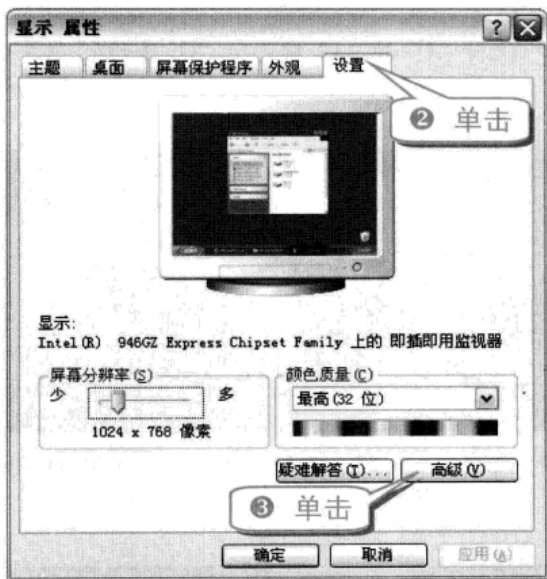 显示 属性
主题 桌面 屏幕保护程序 外观 设置
❷ 单击
显示:
Intel(R) 946GZ Express Chipset Family 上的 即插即用监视器
屏幕分辨率(S) 颜色质量(C)
少 多 最高(32 位)
1024 x 768 像素
疑难解答(T)... 高级(V)
❸ 单击
确定 取消 应用(A)